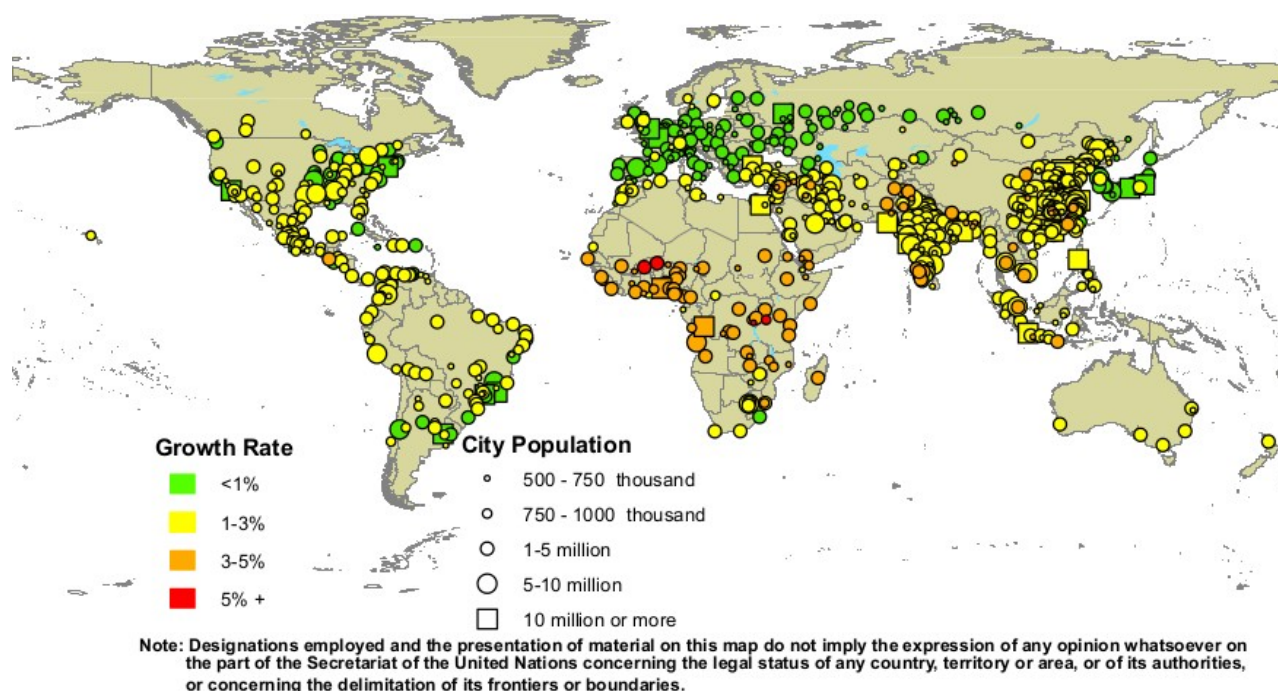 Growth Rate
<1%
1-3%
3-5%
5% +
City Population
500 - 750 thousand
750 - 1000 thousand
1-5 million
5-10 million
10 million or more
Note: Designations employed and the presentation of material on this map do not imply the expression of any opinion whatsoever on
the part of the Secretariat of the United Nations concerning the legal status of any country, territory or area, or of its authorities,
or concerning the delimitation of its frontiers or boundaries.